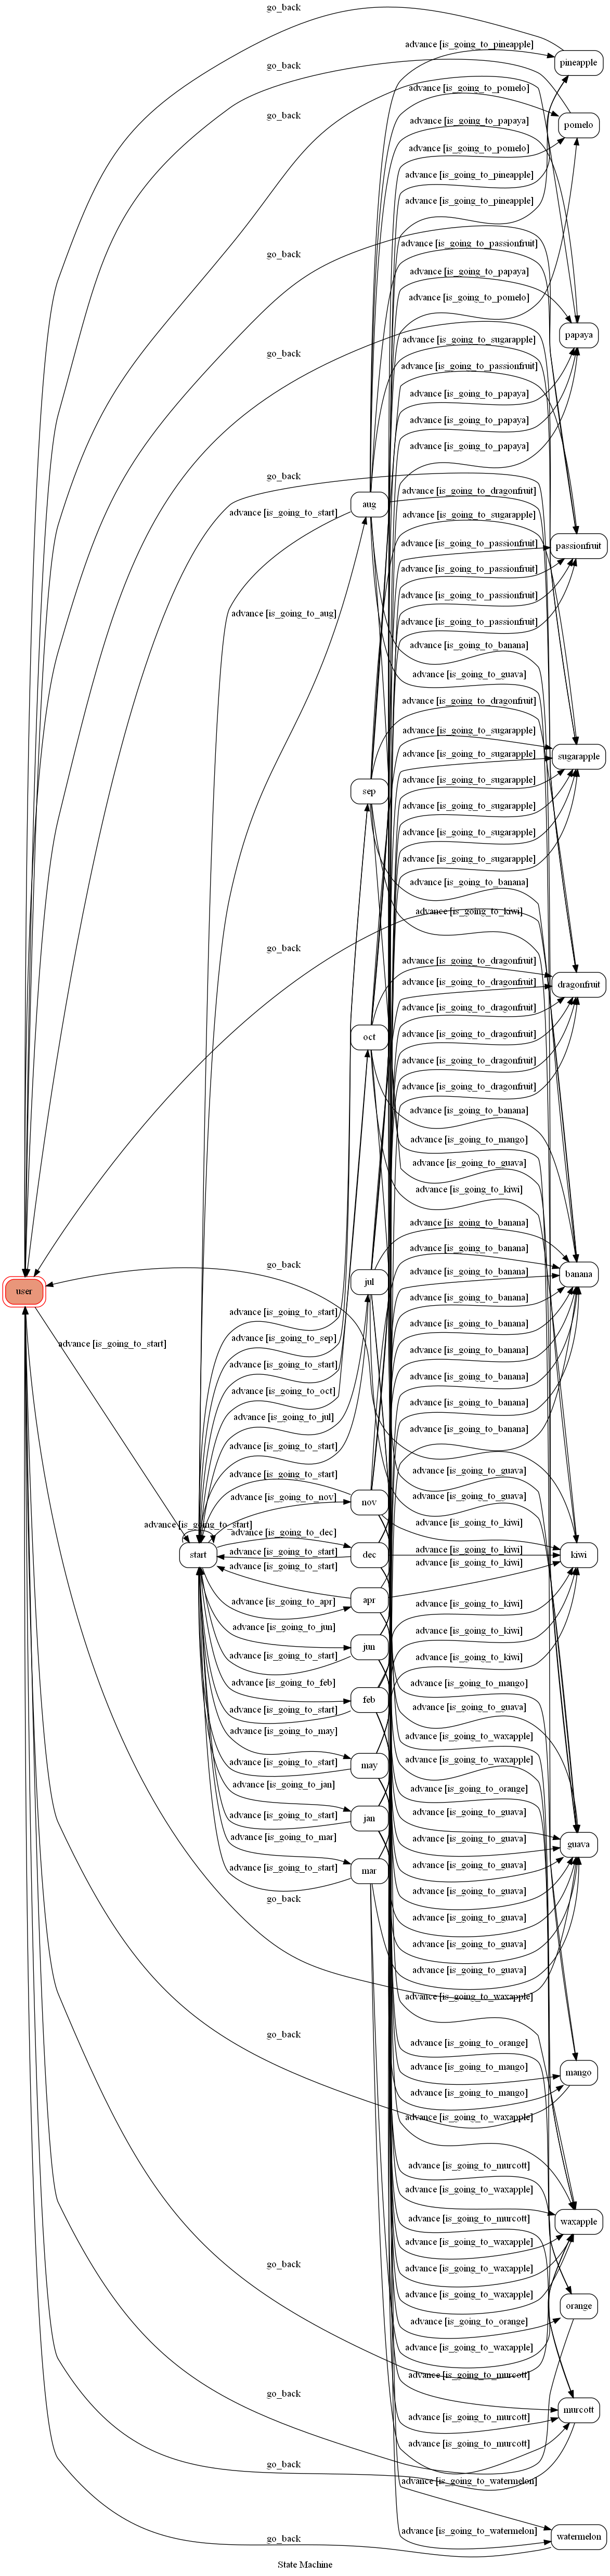 go_back
advance [is_going_to_pineapple]
pineapple
go_back
advance [is_going_to_pomelo]
go_back
advance [is_going_to_papaya]
pomelo
advance [is_going_to_pomelo]
advance [is_going_to_pineapple]
advance [is_going_to_pineapple]
advance [is_going_to_passionfruit]
go_back
advance [is_going_to_papaya]
advance [is_going_to_pomelo]
papaya
advance [is_going_to_sugarapple]
go_back
advance [is_going_to_passionfruit]
advance [is_going_to_papaya]
advance [is_going_to_papaya]
advance [is_going_to_papaya]
go_back
advance [is_going_to_dragonfruit]
aug
advance [is_going_to_start]
advance [is_going_to_sugarapple]
advance [is_going_to_passionfruit]
passionfruit
advance [is_going_to_passionfruit]
advance [is_going_to_passionfruit]
advance [is_going_to_aug]
advance [is_going_to_passionfruit]
advance [is_going_to_banana]
advance [is_going_to_guava]
advance [is_going_to_dragonfruit]
advance [is_going_to_sugarapple]
advance [is_going_to_sugarapple]
sugarapple
advance [is_going_to_sugarapple]
sep
advance [is_going_to_sugarapple]
advance [is_going_to_sugarapple]
advance [is_going_to_sugarapple]
advance [is_going_to_banana]
advance [is_going_to_kiwi]
go_back
advance [is_going_to_dragonfruit]
advance [is_going_to_dragonfruit]
dragonfruit
advance [is_going_to_dragonfruit]
oct
advance [is_going_to_dragonfruit]
advance [is_going_to_dragonfruit]
advance [is_going_to_dragonfruit]
advance [is_going_to_banana]
advance [is_going_to_mango]
advance [is_going_to_guava]
advance [is_going_to_kiwi]
advance [is_going_to_banana]
advance [is_going_to_banana]
go_back
advance [is_going_to_banana]
banana
jul
user
advance [is_going_to_banana]
advance [is_going_to_start]
advance [is_going_to_banana]
advance [is_going_to_sep]
advance [is_going_to_start]
advance [is_going_to_banana]
advance [is_going_to_start]
advance [is_going_to_banana]
advance [is_going_to_oct]
advance [is_going_to_banana]
advance [is_going_to_jul]
advance [is_going_to_banana]
advance [is_going_to_start]
advance [is_going_to_guava]
advance [is_going_to_start]
advance [is_going_to_guava]
advance [is_going_to_nov]
nov
advance [is_going_to_start]
advance [is_going_to_kiwi]
advance [is_going_to_dec]
start
advance [is_going_to_start]
dec
advance [is_going_to_kiwi]
kiwi
advance [is_going_to_start]
advance [is_going_to_kiwi]
advance [is_going_to_apr]
apr
advance [is_going_to_kiwi]
advance [is_going_to_jun]
advance [is_going_to_kiwi]
jun
advance [is_going_to_start]
advance [is_going_to_kiwi]
advance [is_going_to_feb]
advance [is_going_to_mango]
feb
advance [is_going_to_start]
advance [is_going_to_guava]
advance [is_going_to_may]
advance [is_going_to_waxapple]
advance [is_going_to_start]
may
advance [is_going_to_waxapple]
advance [is_going_to_jan]
advance [is_going_to_orange]
advance [is_going_to_start]
jan
advance [is_going_to_guava]
advance [is_going_to_mar]
advance [is_going_to_guava]
guava
advance [is_going_to_start]
mar
advance [is_going_to_guava]
advance [is_going_to_guava]
go_back
advance [is_going_to_guava]
advance [is_going_to_guava]
advance [is_going_to_guava]
advance [is_going_to_waxapple]
go_back
advance [is_going_to_orange]
advance [is_going_to_mango]
mango
advance [is_going_to_mango]
advance [is_going_to_waxapple]
advance [is_going_to_murcott]
advance [is_going_to_waxapple]
advance [is_going_to_murcott]
waxapple
advance [is_going_to_waxapple]
go_back
advance [is_going_to_waxapple]
advance [is_going_to_waxapple]
orange
advance [is_going_to_orange]
advance [is_going_to_waxapple]
advance [is_going_to_murcott]
go_back
murcott
advance [is_going_to_murcott]
advance [is_going_to_murcott]
go_back
advance [is_going_to_watermelon]
advance [is_going_to_watermelon]
watermelon
go_back
State Machine